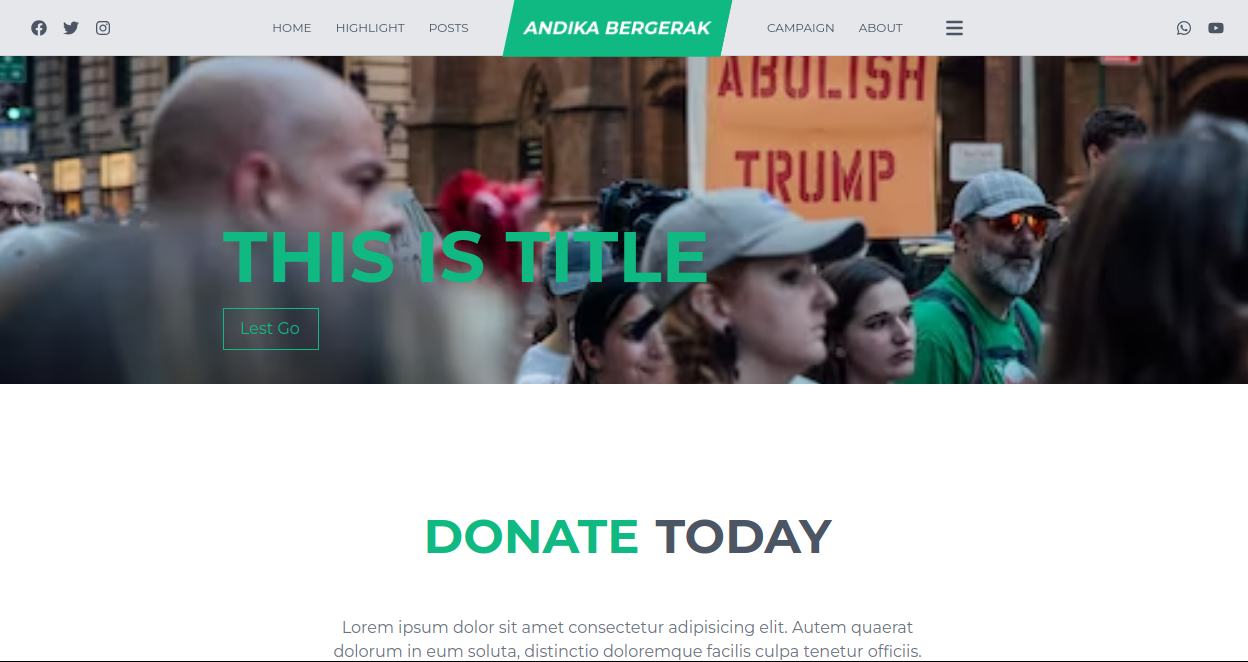 HOME HIGHLIGHT POSTS ANDIKA BERGERAK CAMPAIGN ABOUT
ABOLISH
TRUMP
THIS IS TITLE
Lest Go
DONATE TODAY
Lorem ipsum dolor sit amet consectetur adipisicing elit. Autem quaerat
dolorum in eum soluta, distinctio doloremque facilis culpa tenetur officiis.